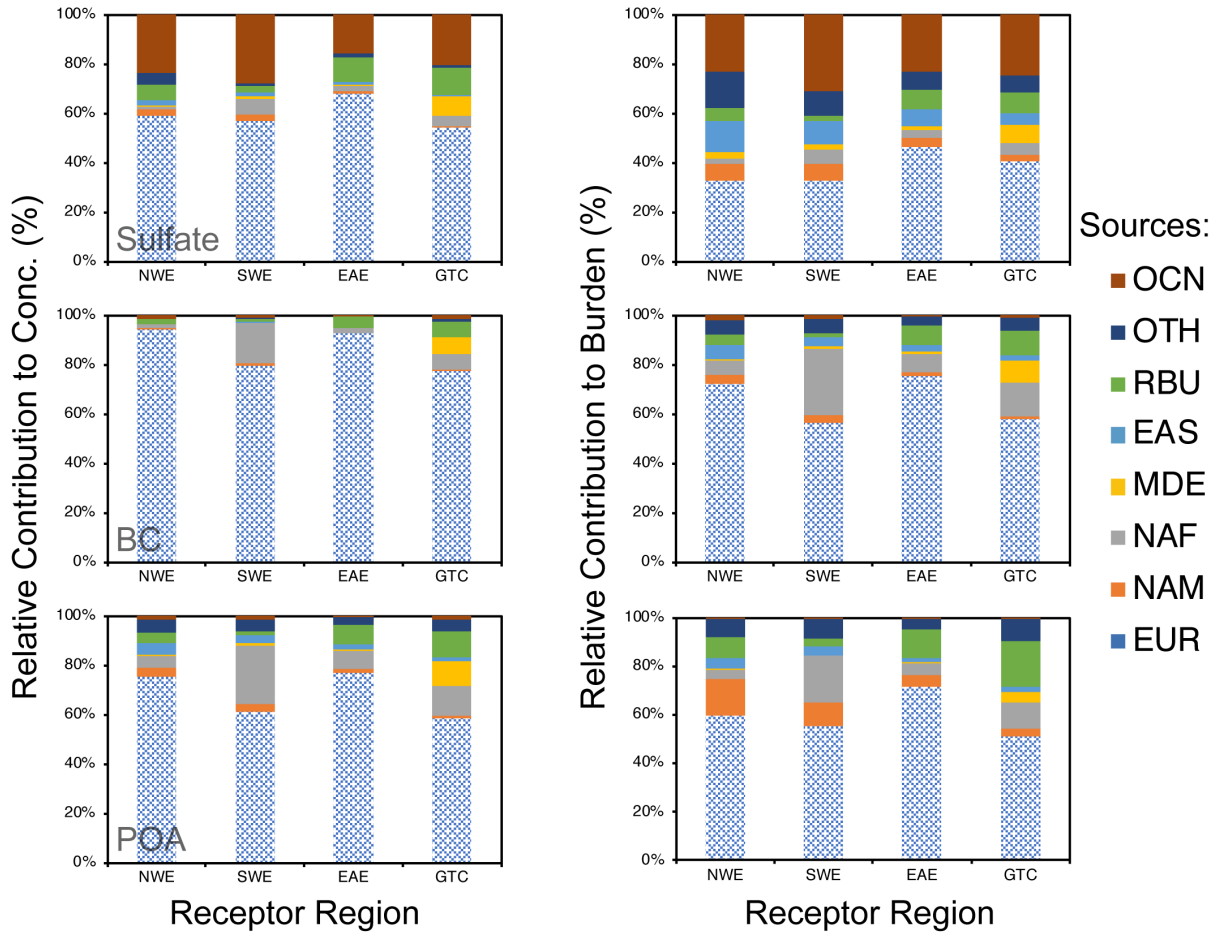 Relative Contribution to Conc. (%)
100%
80%
60%
40%
20%
0%
Sulfate
NWE SWE EAE GTC
100%
80%
60%
40%
20%
0%
BC
NWE SWE EAE GTC
100%
80%
60%
40%
20%
0%
POA
NWE SWE EAE GTC
Receptor Region
Relative Contribution to Burden (%)
100%
80%
60%
40%
20%
0%
NWE SWE EAE GTC
100%
80%
60%
40%
20%
0%
NWE SWE EAE GTC
100%
80%
60%
40%
20%
0%
NWE SWE EAE GTC
Receptor Region
Sources:
OCN
OTH
RBU
EAS
MDE
NAF
NAM
EUR